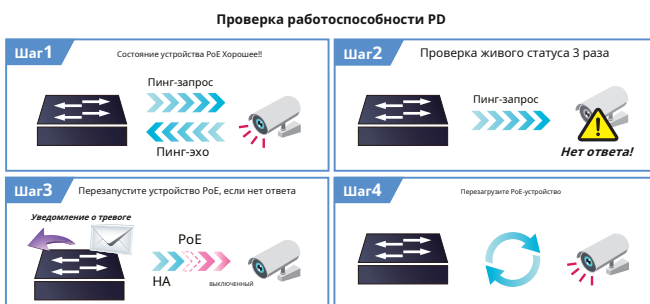 Проверка работоспособности PD
Шаг1
Состояние устройства PoE Хорошее!!
Пинг-запрос
Пинг-эхо
Шаг2
Проверка живого статуса 3 раза
Пинг-запрос
Нет ответа!
Шаг3
Перезапустите устройство PoE, если нет ответа
Уведомление о тревоге
PoE
НА
выключенный
Шаг4
Перезагрузите PoE-устройство